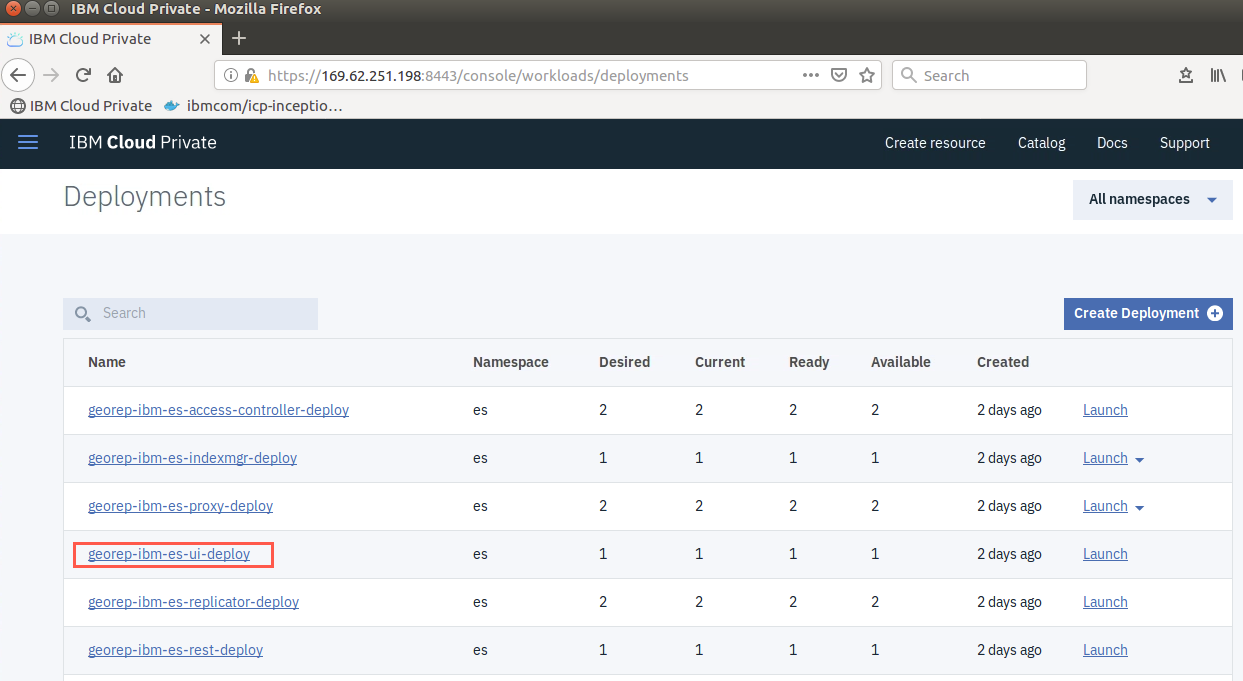 IBM Cloud Private - Mozilla Firefox
IBM Cloud Private
https://169.62.251.198:8443/console/workloads/deployments
Search
IBM Cloud Private
ibmcom/icp-inceptio…
IBM Cloud Private
Create resource
Catalog
Docs
Support
Deployments
All namespaces
Search
Create Deployment
Name Namespace Desired Current Ready Available Created
georep-ibm-es-access-controller-deploy es 2 2 2 2 2 days ago Launch
georep-ibm-es-indexmgr-deploy es 1 1 1 1 2 days ago Launch
georep-ibm-es-proxy-deploy es 2 2 2 2 2 days ago Launch
georep-ibm-es-ui-deploy es 1 1 1 1 2 days ago Launch
georep-ibm-es-replicator-deploy es 2 2 2 2 2 days ago Launch
georep-ibm-es-rest-deploy es 1 1 1 1 2 days ago Launch